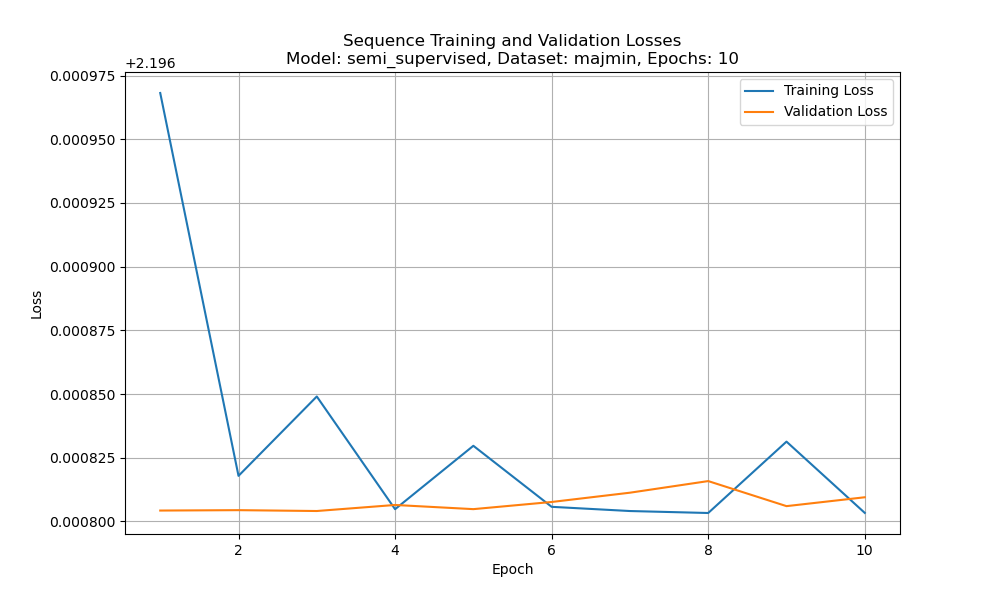 Sequence Training and Validation Losses
Model: semi_supervised, Dataset: majmin, Epochs: 10
+2.196
0.000975
0.000950
0.000925
0.000900
0.000875
0.000850
0.000825
0.000800
Loss
Training Loss
Validation Loss
2
4
6
8
10
Epoch